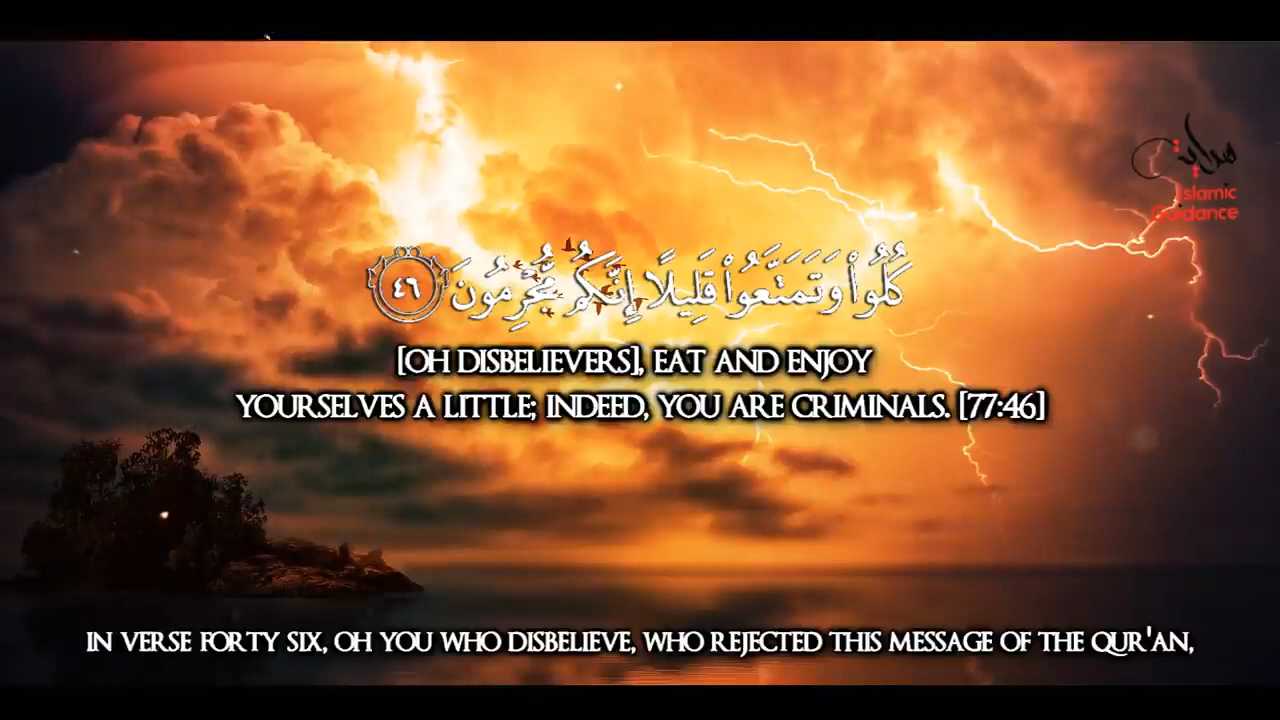 هداية
Islamic
Guidance
كُلُوا۟ وَتَمَتَّعُوا۟ قَلِيلًا إِنَّكُم مُّجْرِمُونَ ٤٦
[OH DISBELIEVERS], EAT AND ENJOY
YOURSELVES A LITTLE; INDEED, YOU ARE CRIMINALS. [77:46]
IN VERSE FORTY SIX, OH YOU WHO DISBELIEVE, WHO REJECTED THIS MESSAGE OF THE QUR'AN,